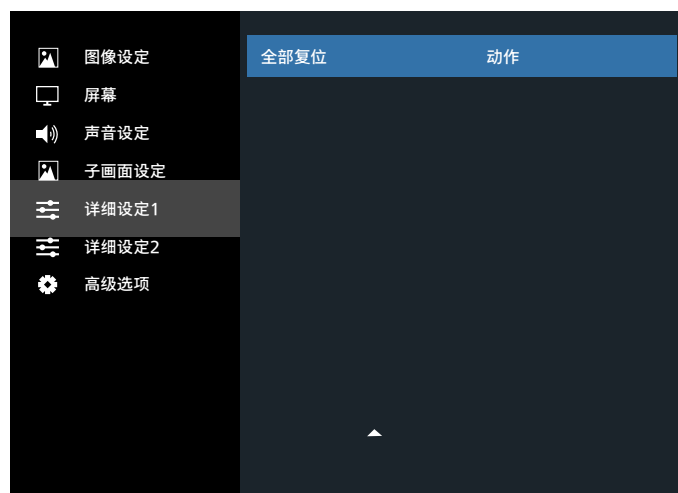 图像设定
全部复位 动作
屏幕
声音设定
子画面设定
详细设定1
详细设定2
高级选项